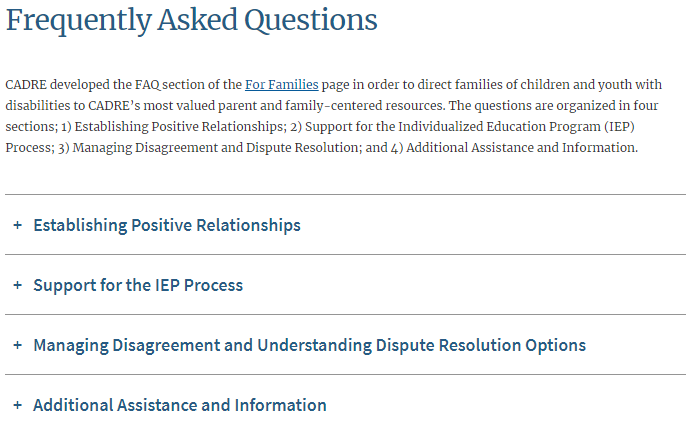 Frequently Asked Questions
CADRE developed the FAQ section of the For Families page in order to direct families of children and youth with
disabilities to CADRE's most valued parent and family-centered resources. The questions are organized in four
sections; 1) Establishing Positive Relationships; 2) Support for the Individualized Education Program (IEP)
Process; 3) Managing Disagreement and Dispute Resolution; and 4) Additional Assistance and Information.
+ Establishing Positive Relationships
+ Support for the IEP Process
+ Managing Disagreement and Understanding Dispute Resolution Options
+ Additional Assistance and Information